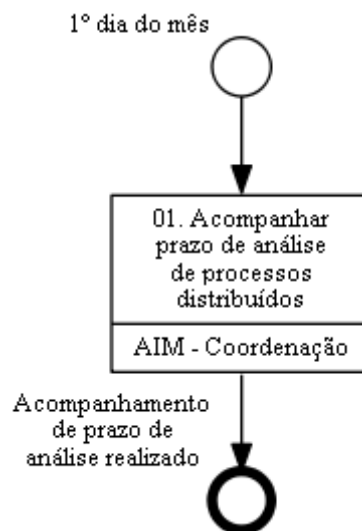 1º dia do mês
01. Acompanhar
prazo de análise
de processos
distribuídos
AIM - Coordenação
Acompanhamento
de prazo de
análise realizado